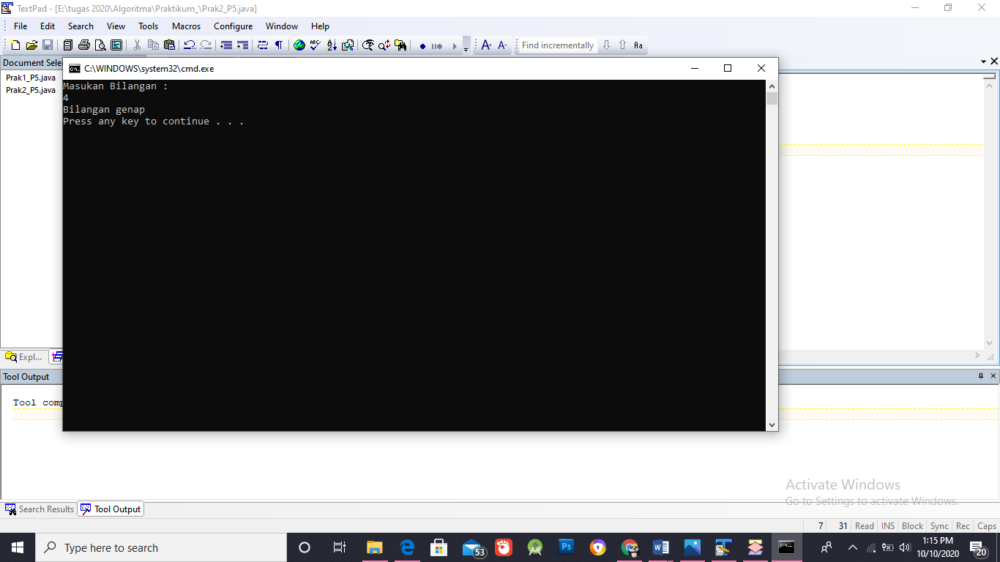 TextPad - [E:\tugas 2020\Algoritma\Praktikum_\Prak2_P5.java]
File Edit Search View Tools Macros Configure Window Help
Find incrementally Aa
Document Sele
Prak1_P5.java
Prak2_P5.java
C:\WINDOWS\system32\cmd.exe
Masukan Bilangan :
4
Bilangan genap
Press any key to continue . . .
Expl...
Tool Output
Tool comp
Activate Windows
Go to Settings to activate Windows.
Search Results Tool Output
7 31 Read INS Block Sync Rec Caps
Type here to search
53
Ps
1:15 PM
10/10/2020
20